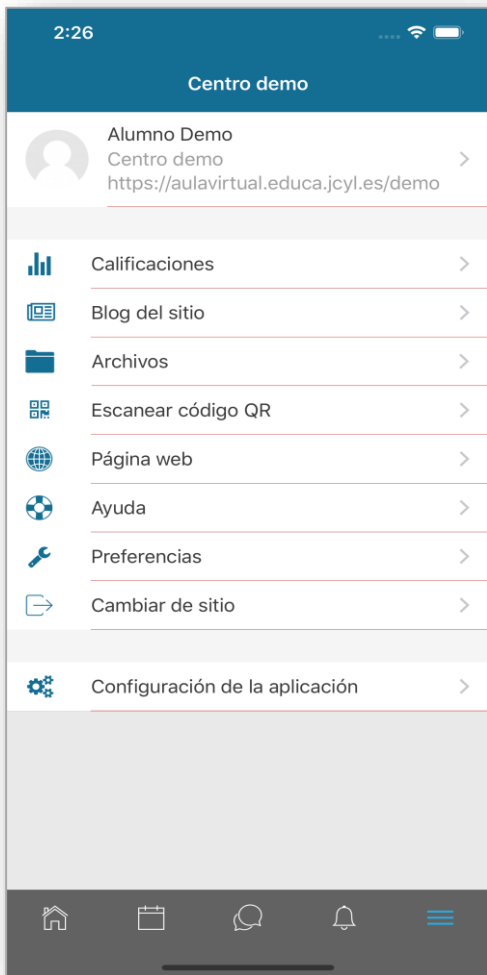 2:26
Centro demo
Alumno Demo
Centro demo
https://aulavirtual.educa.jcyl.es/demo
Calificaciones
Blog del sitio
Archivos
Escanear código QR
Página web
Ayuda
Preferencias
Cambiar de sitio
Configuración de la aplicación